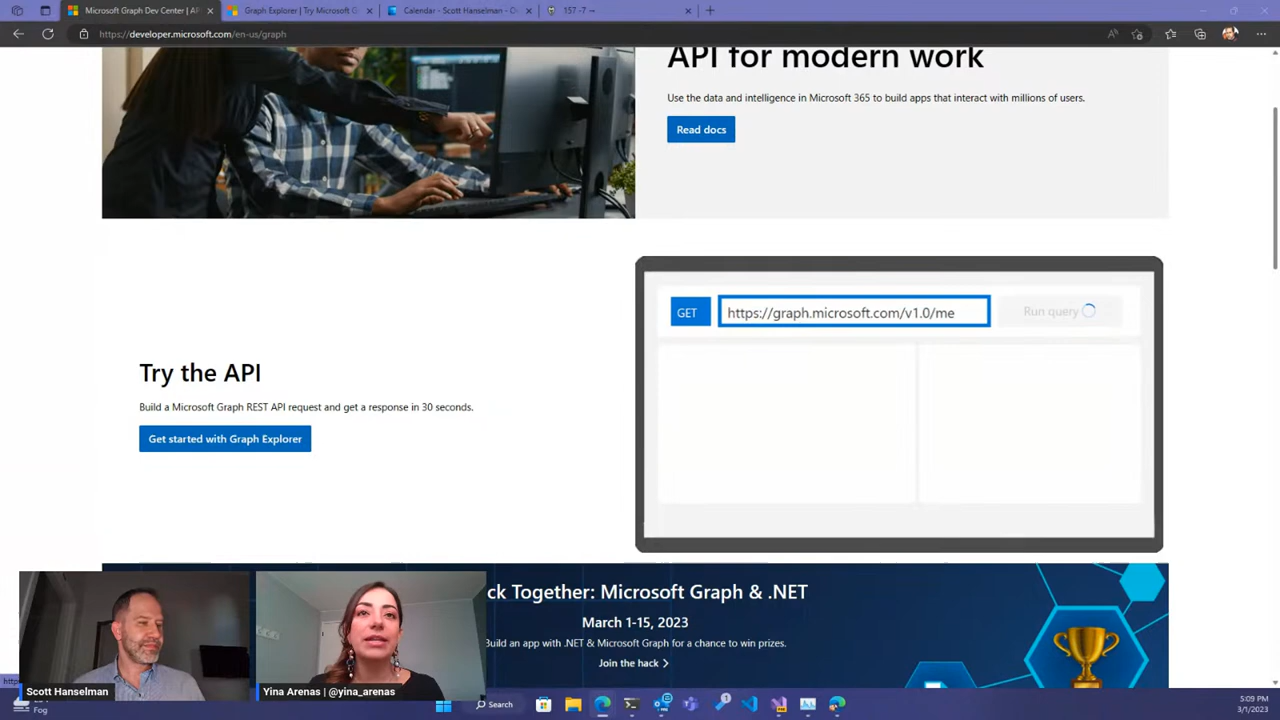 Microsoft Graph Dev Center | AP
Graph Explorer | Try Microsoft G
Calendar - Scott Hanselman - O
157 -7 →
https://developer.microsoft.com/en-us/graph
API for modern work
Use the data and intelligence in Microsoft 365 to build apps that interact with millions of users.
Read docs
GET
https://graph.microsoft.com/v1.0/me
Run query
Try the API
Build a Microsoft Graph REST API request and get a response in 30 seconds.
Get started with Graph Explorer
ck Together: Microsoft Graph & .NET
March 1-15, 2023
Build an app with .NET & Microsoft Graph for a chance to win prizes.
Join the hack
Scott Hanselman
Yina Arenas | @yina_arenas
Fog
Search
5:09 PM
3/1/2023